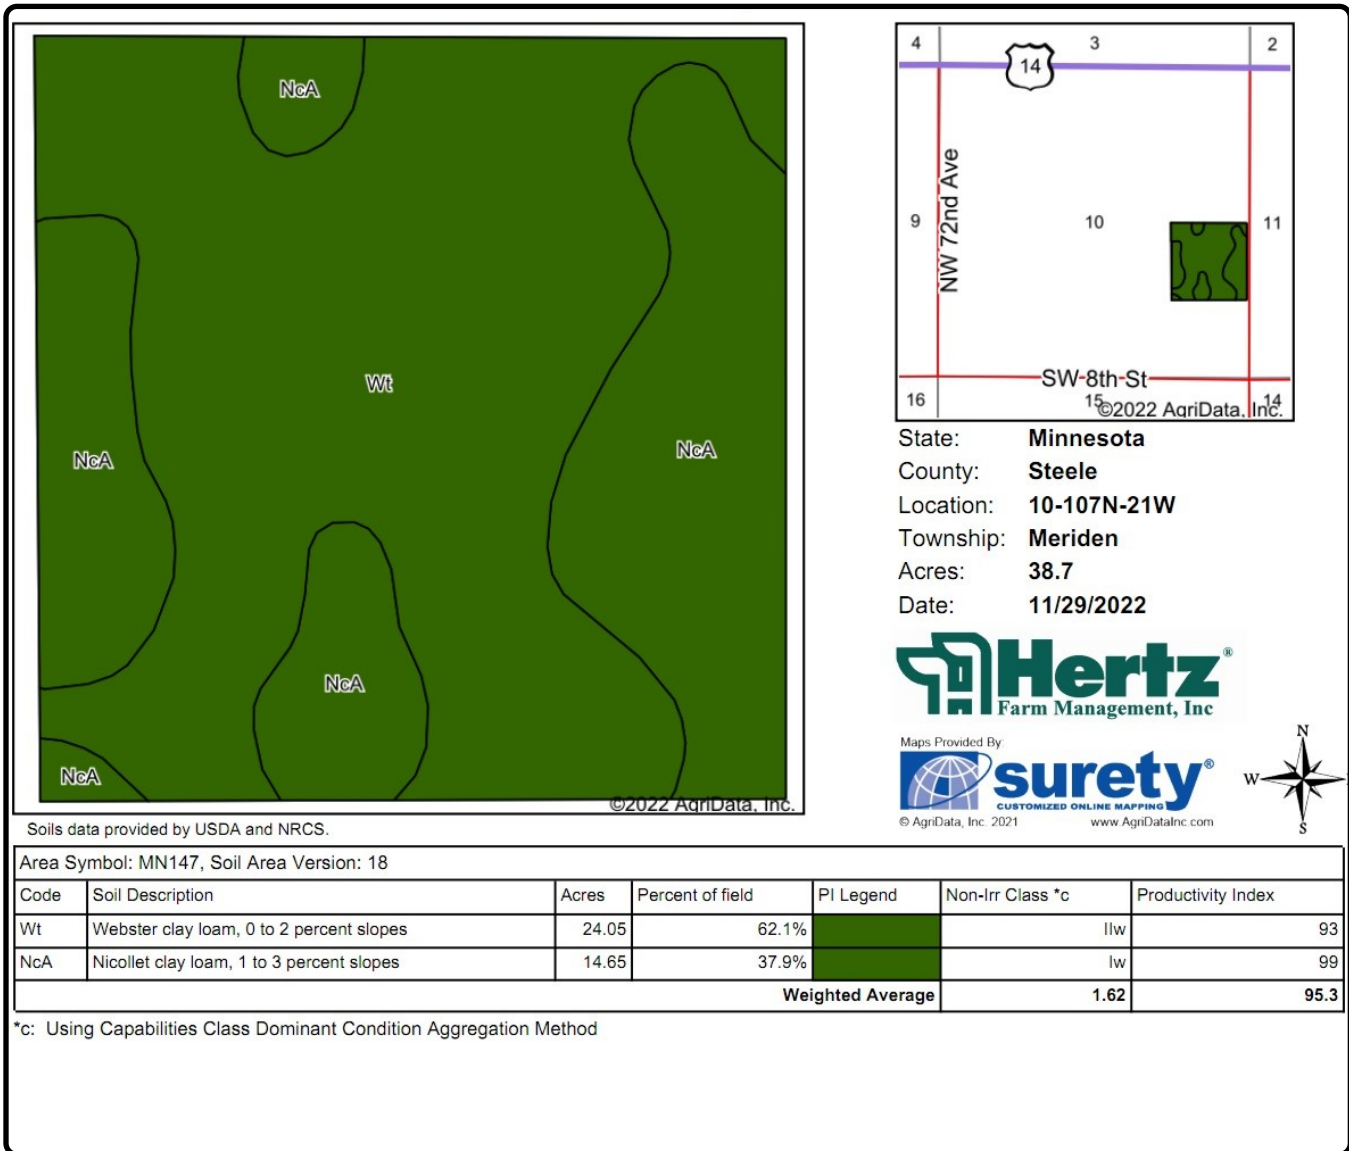 NcA
Wt
NcA
NcA
NcA
NcA
©2022 AgriData, Inc.
Soils data provided by USDA and NRCS.
4 3 2
14
NW 72nd Ave
9 10 11
SW 8th St
16 15 14
©2022 AgriData, Inc.
State: Minnesota
County: Steele
Location: 10-107N-21W
Township: Meriden
Acres: 38.7
Date: 11/29/2022
Hertz®
Farm Management, Inc
Maps Provided By
surety®
CUSTOMIZED ONLINE MAPPING
© AgriData, Inc. 2021 www.AgriDataInc.com
N
W
S
Area Symbol: MN147, Soil Area Version: 18
Code Soil Description Acres Percent of field PI Legend Non-Irr Class *c Productivity Index
Wt Webster clay loam, 0 to 2 percent slopes 24.05 62.1% IIw 93
NcA Nicollet clay loam, 1 to 3 percent slopes 14.65 37.9% Iw 99
Weighted Average 1.62 95.3
*c: Using Capabilities Class Dominant Condition Aggregation Method